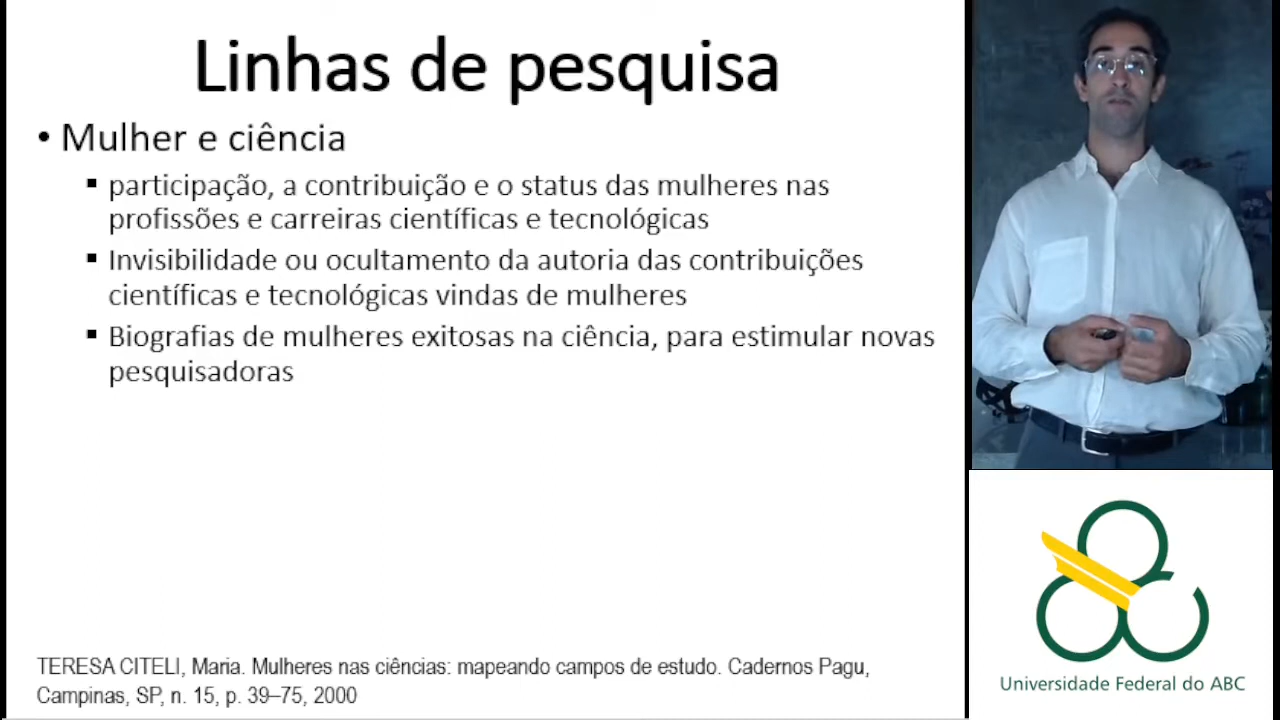 Linhas de pesquisa
• Mulher e ciência
▪ participação, a contribuição e o status das mulheres nas
profissões e carreiras científicas e tecnológicas
▪ Invisibilidade ou ocultamento da autoria das contribuições
científicas e tecnológicas vindas de mulheres
▪ Biografias de mulheres exitosas na ciência, para estimular novas
pesquisadoras
TERESA CITELI, Maria. Mulheres nas ciências: mapeando campos de estudo. Cadernos Pagu,
Campinas, SP, n. 15, p. 39–75, 2000
Universidade Federal do ABC